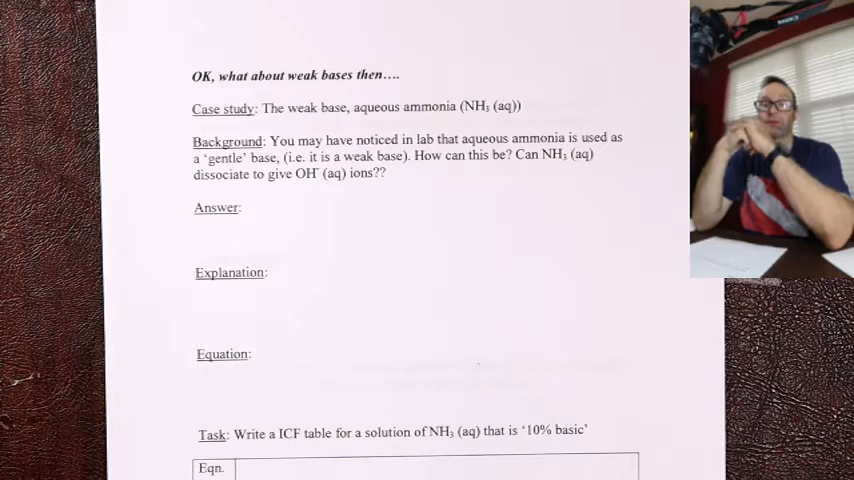 OK, what about weak bases then….
Case study: The weak base, aqueous ammonia (NH₃ (aq))
Background: You may have noticed in lab that aqueous ammonia is used as
a ‘gentle’ base, (i.e. it is a weak base). How can this be? Can NH₃ (aq)
dissociate to give OH⁻ (aq) ions??
Answer:
Explanation:
Equation:
Task: Write a ICF table for a solution of NH₃ (aq) that is ‘10% basic’
Eqn.